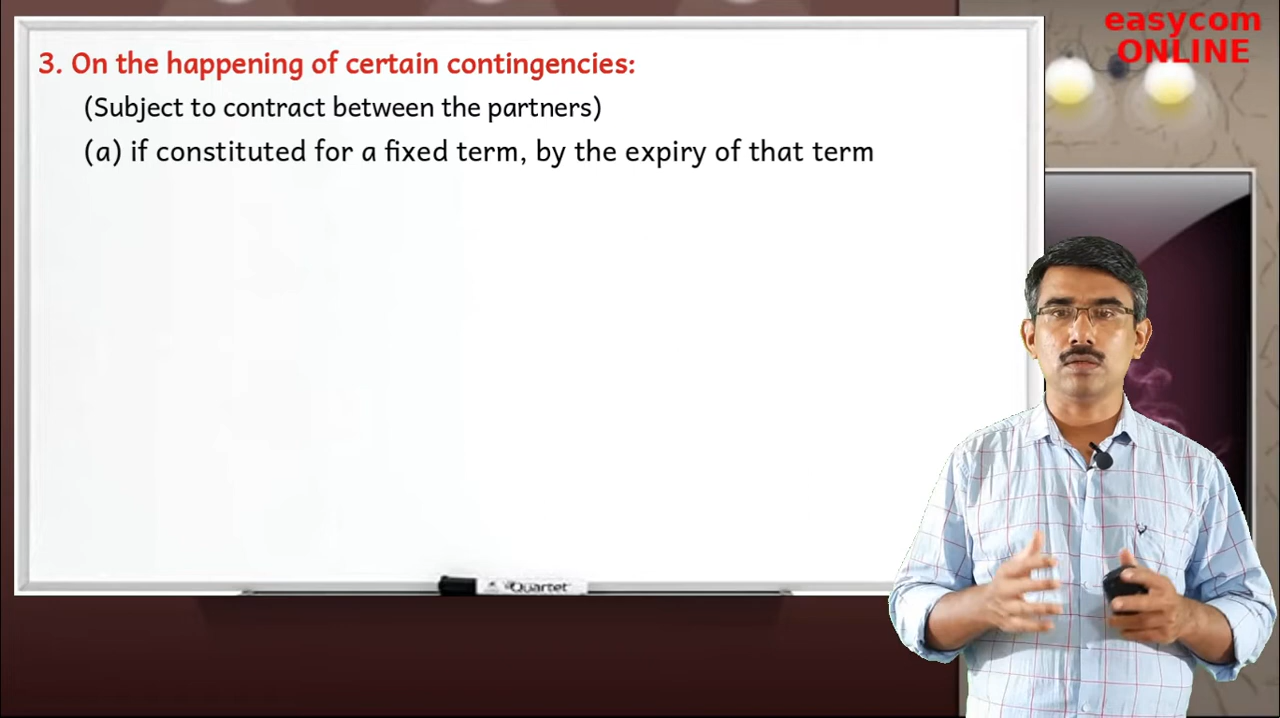 easycom
ONLINE
3. On the happening of certain contingencies:
(Subject to contract between the partners)
(a) if constituted for a fixed term, by the expiry of that term
Quartet